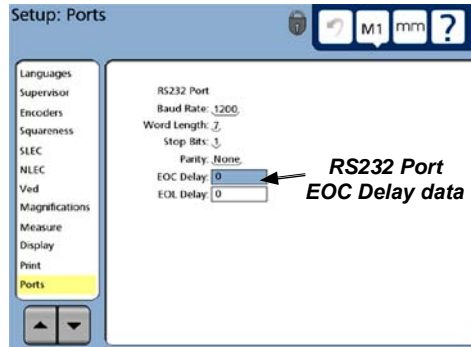 Setup: Ports
M1 mm ?
Languages
Supervisor
Encoders
Squareness
SLEC
NLEC
Ved
Magnifications
Measure
Display
Print
Ports
RS232 Port
Baud Rate: 1200
Word Length: 7
Stop Bits: 1
Parity: None
EOC Delay: 0
EOL Delay: 0
RS232 Port
EOC Delay data